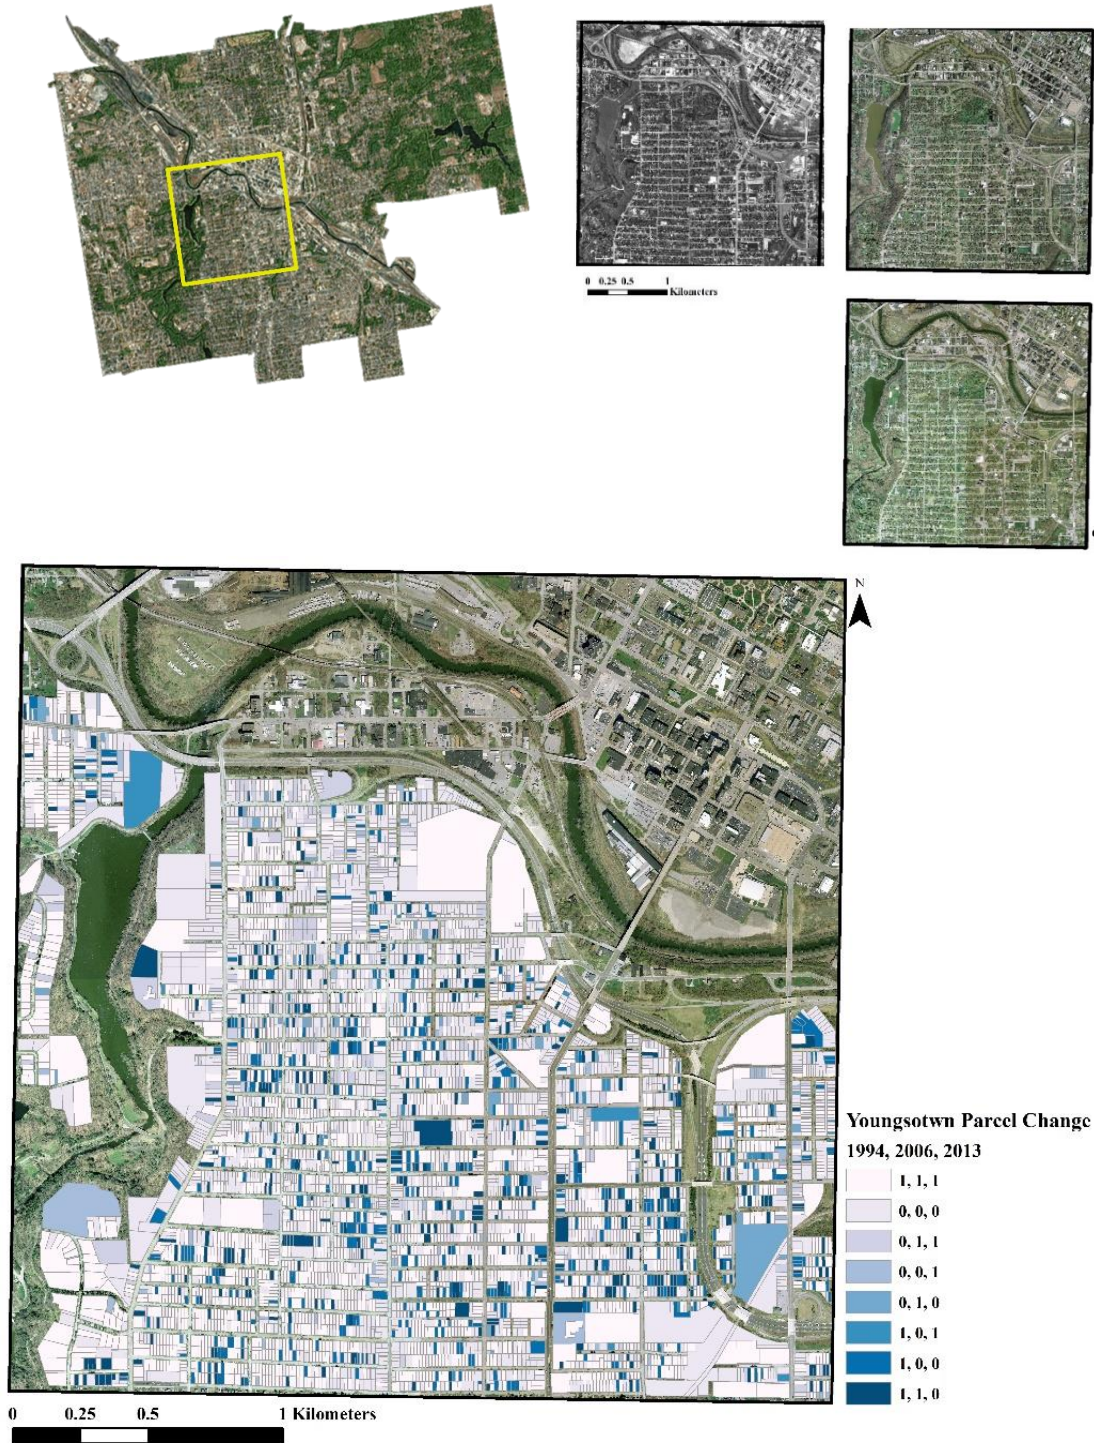 0 0.25 0.5 1
Kilometers
N
Youngsotwn Parcel Change
1994, 2006, 2013
1, 1, 1
0, 0, 0
0, 1, 1
0, 0, 1
0, 1, 0
1, 0, 1
1, 0, 0
1, 1, 0
0 0.25 0.5 1 Kilometers